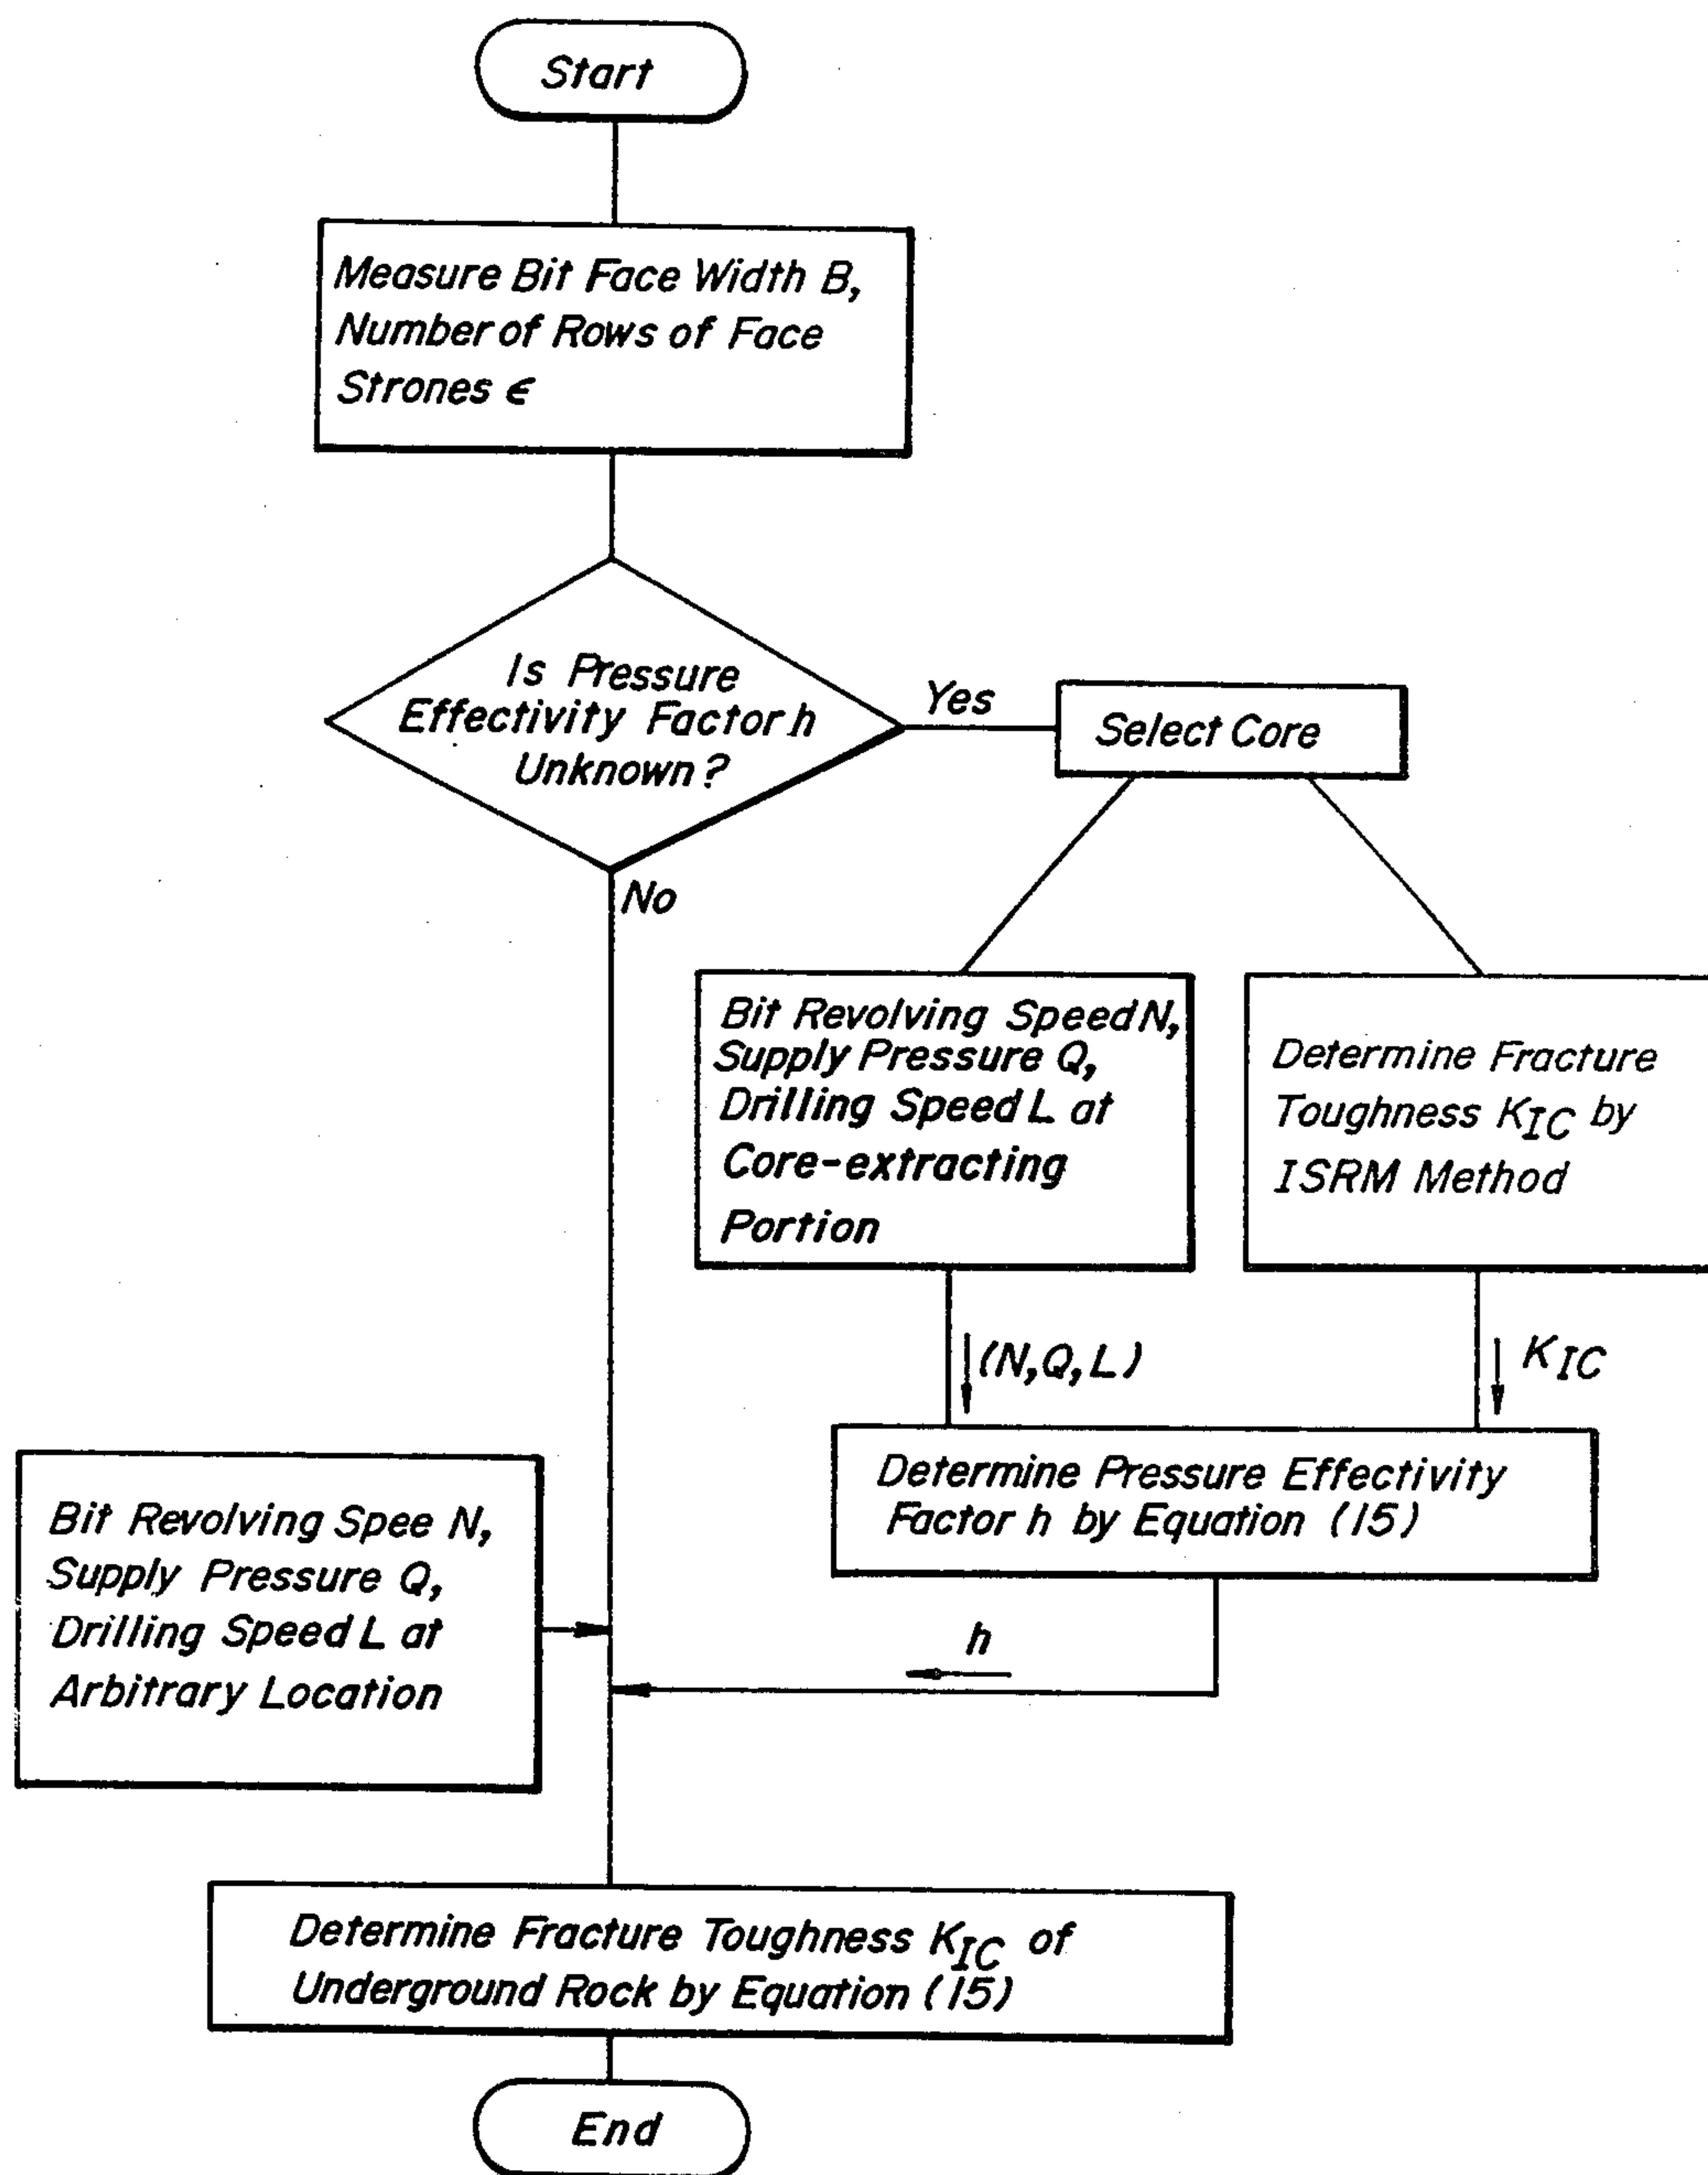 Start
Measure Bit Face Width B,
Number of Rows of Face
Strones ϵ
Is Pressure
Effectivity Factor h
Unknown?
Yes
Select Core
No
Bit Revolving Speed N,
Supply Pressure Q,
Drilling Speed L at
Core-extracting
Portion
Determine Fracture
Toughness KIC by
ISRM Method
(N,Q,L)
KIC
Determine Pressure Effectivity
Factor h by Equation (15)
Bit Revolving Spee N,
Supply Pressure Q,
Drilling Speed L at
Arbitrary Location
h
Determine Fracture Toughness KIC of
Underground Rock by Equation (15)
End